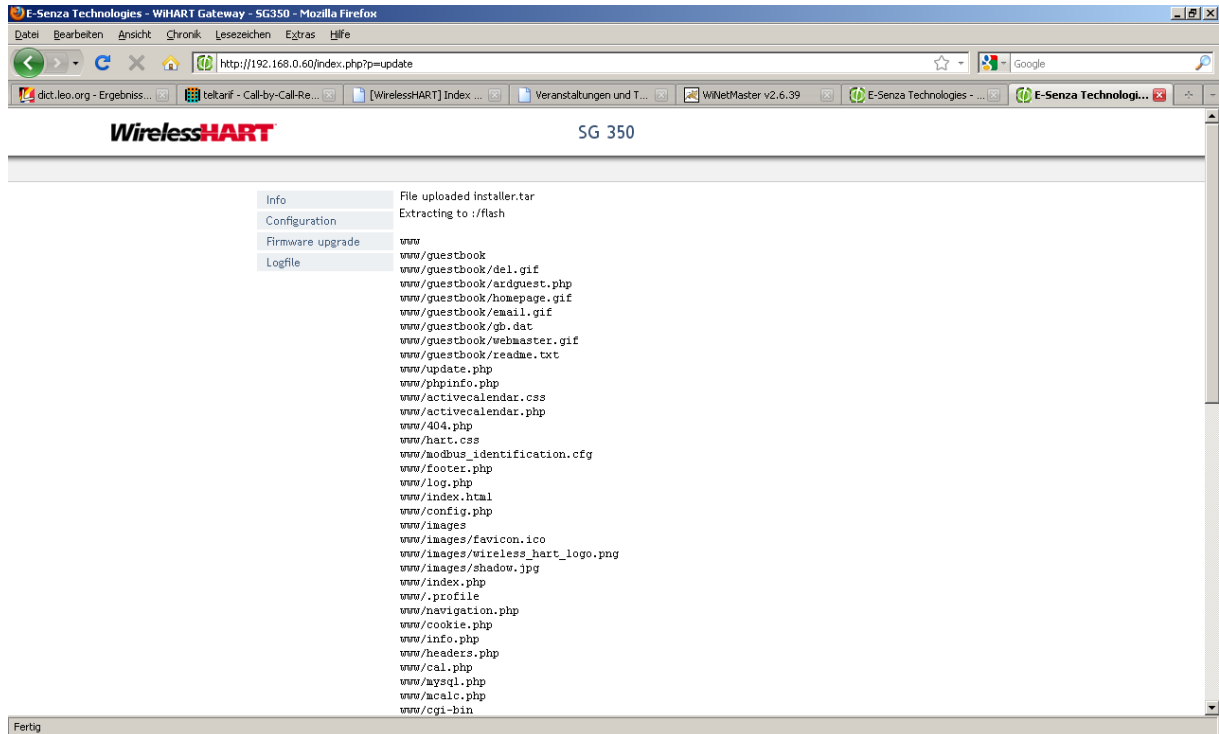 E-Senza Technologies - WiHART Gateway - SG350 - Mozilla Firefox
Datei Bearbeiten Ansicht Chronik Lesezeichen Extras Hilfe
http://192.168.0.60/index.php?p=update
Google
dict.leo.org - Ergebniss...
teltarif - Call-by-Call-Re...
[WirelessHART] Index ...
Veranstaltungen und T...
WiNetMaster v2.6.39
E-Senza Technologies - ...
E-Senza Technologi...
WirelessHART
SG 350
Info
Configuration
Firmware upgrade
Logfile
File uploaded installer.tar
Extracting to :/flash
www
www/guestbook
www/guestbook/del.gif
www/guestbook/ardguest.php
www/guestbook/homepage.gif
www/guestbook/email.gif
www/guestbook/gb.dat
www/guestbook/webmaster.gif
www/guestbook/readme.txt
www/update.php
www/phpinfo.php
www/activecalendar.css
www/activecalendar.php
www/404.php
www/hart.css
www/modbus_identification.cfg
www/footer.php
www/log.php
www/index.html
www/config.php
www/images
www/images/favicon.ico
www/images/wireless_hart_logo.png
www/images/shadow.jpg
www/index.php
www/.profile
www/navigation.php
www/cookie.php
www/info.php
www/headers.php
www/cal.php
www/mysql.php
www/mcalc.php
www/cgi-bin
Fertig